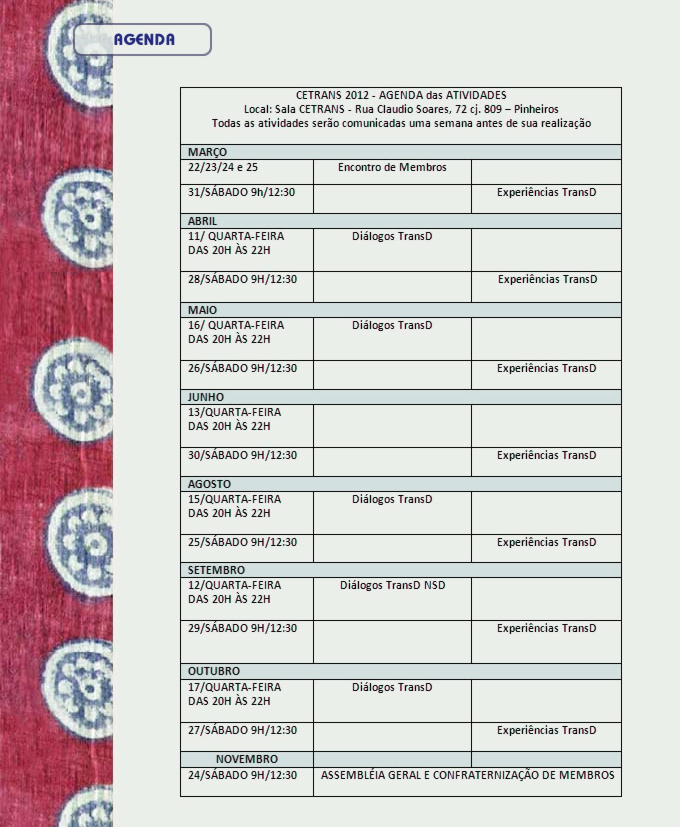 AGENDA
CETRANS 2012 - AGENDA das ATIVIDADES
Local: Sala CETRANS - Rua Claudio Soares, 72 cj. 809 – Pinheiros
Todas as atividades serão comunicadas uma semana antes de sua realização
MARÇO
22/23/24 e 25 Encontro de Membros
31/SÁBADO 9h/12:30 Experiências TransD
ABRIL
11/ QUARTA-FEIRA Diálogos TransD
DAS 20H ÀS 22H
28/SÁBADO 9H/12:30 Experiências TransD
MAIO
16/ QUARTA-FEIRA Diálogos TransD
DAS 20H ÀS 22H
26/SÁBADO 9H/12:30 Experiências TransD
JUNHO
13/QUARTA-FEIRA
DAS 20H ÀS 22H
30/SÁBADO 9H/12:30 Experiências TransD
AGOSTO
15/QUARTA-FEIRA Diálogos TransD
DAS 20H ÀS 22H
25/SÁBADO 9H/12:30 Experiências TransD
SETEMBRO
12/QUARTA-FEIRA Diálogos TransD NSD
DAS 20H ÀS 22H
29/SÁBADO 9H/12:30 Experiências TransD
OUTUBRO
17/QUARTA-FEIRA Diálogos TransD
DAS 20H ÀS 22H
27/SÁBADO 9H/12:30 Experiências TransD
NOVEMBRO
24/SÁBADO 9H/12:30 ASSEMBLÉIA GERAL E CONFRATERNIZAÇÃO DE MEMBROS